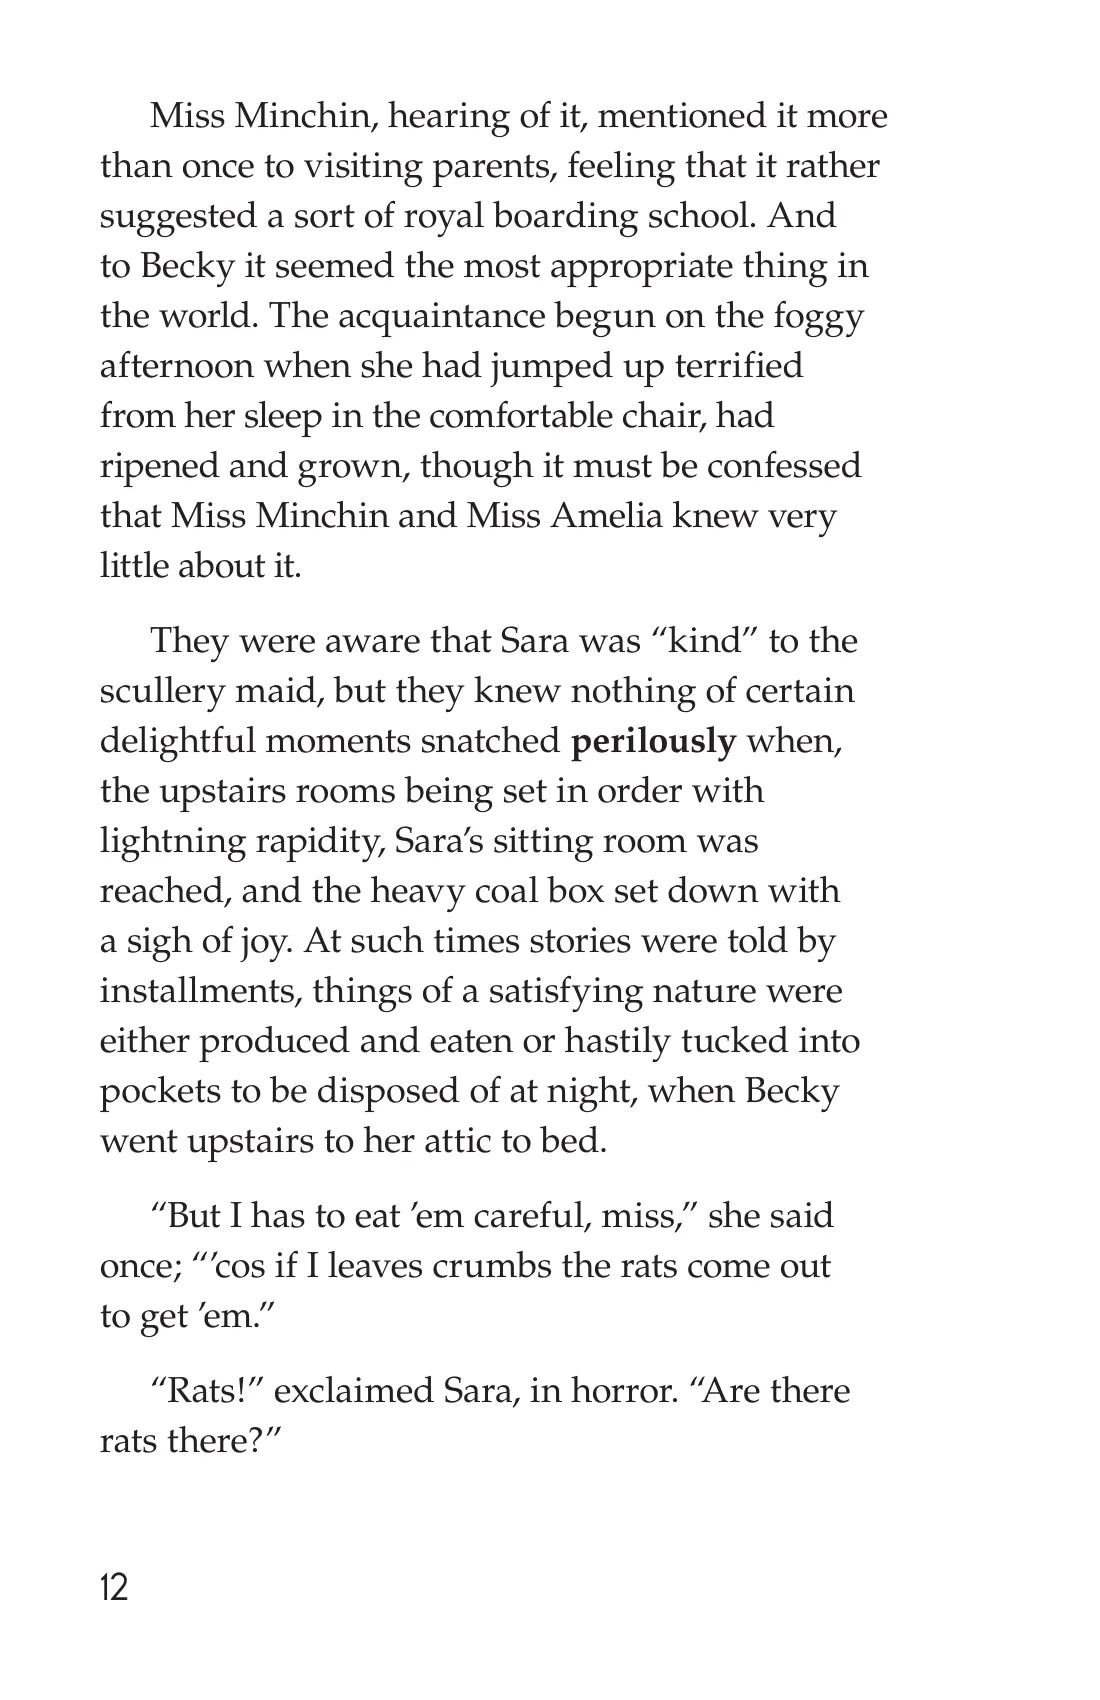 Miss Minchin, hearing of it, mentioned it more
than once to visiting parents, feeling that it rather
suggested a sort of royal boarding school. And
to Becky it seemed the most appropriate thing in
the world. The acquaintance begun on the foggy
afternoon when she had jumped up terrified
from her sleep in the comfortable chair, had
ripened and grown, though it must be confessed
that Miss Minchin and Miss Amelia knew very
little about it.
They were aware that Sara was “kind” to the
scullery maid, but they knew nothing of certain
delightful moments snatched perilously when,
the upstairs rooms being set in order with
lightning rapidity, Sara’s sitting room was
reached, and the heavy coal box set down with
a sigh of joy. At such times stories were told by
installments, things of a satisfying nature were
either produced and eaten or hastily tucked into
pockets to be disposed of at night, when Becky
went upstairs to her attic to bed.
“But I has to eat ’em careful, miss,” she said
once; “’cos if I leaves crumbs the rats come out
to get ’em.”
“Rats!” exclaimed Sara, in horror. “Are there
rats there?”
12